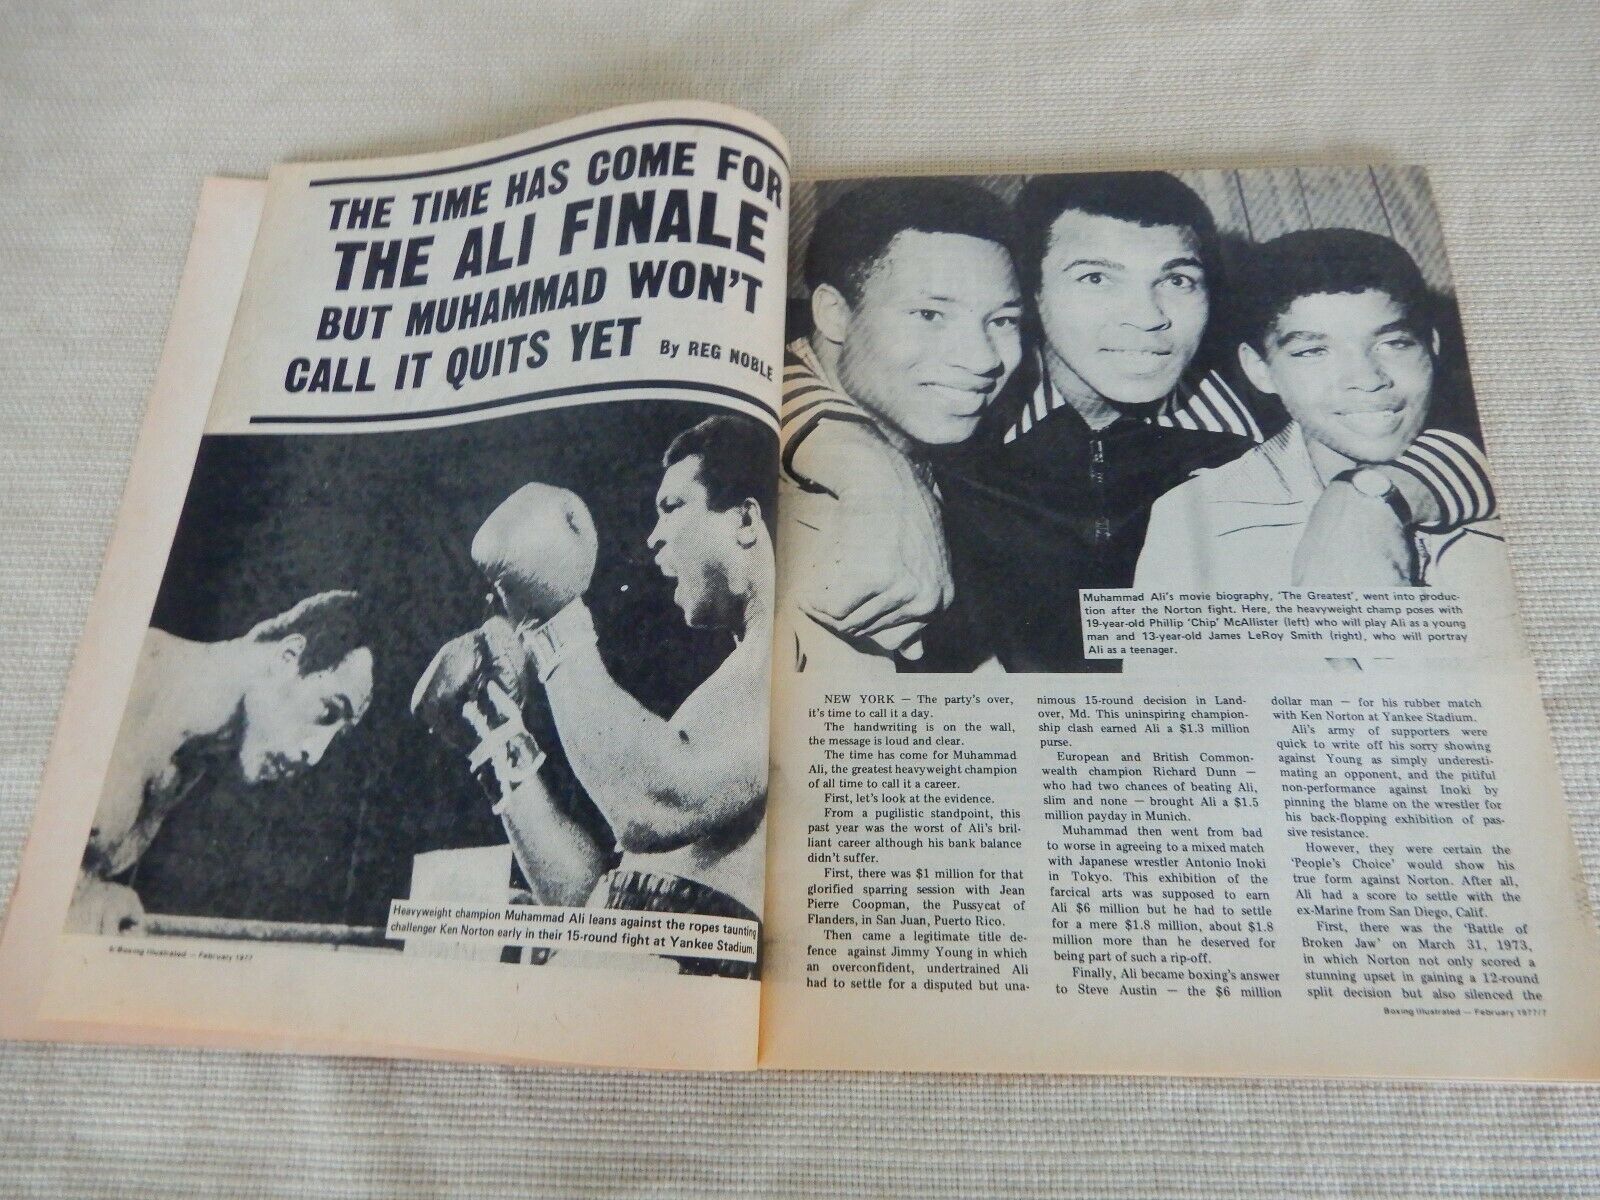 THE TIME HAS COME FOR
THE ALI FINALE
BUT MUHAMMAD WON'T
CALL IT QUITS YET By REG NOBLE
Heavyweight champion Muhammad Ali leans against the ropes taunting
challenger Ken Norton early in their 15-round fight at Yankee Stadium.
6 Boxing Illustrated — February 1977
Muhammad Ali's movie biography, 'The Greatest', went into produc-
tion after the Norton fight. Here, the heavyweight champ poses with
19-year-old Phillip 'Chip' McAllister (left) who will play Ali as a young
man and 13-year-old James LeRoy Smith (right), who will portray
Ali as a teenager.
NEW YORK — The party's over,
it's time to call it a day.
The handwriting is on the wall,
the message is loud and clear.
The time has come for Muhammad
Ali, the greatest heavyweight champion
of all time to call it a career.
First, let's look at the evidence.
From a pugilistic standpoint, this
past year was the worst of Ali's bril-
liant career although his bank balance
didn't suffer.
First, there was $1 million for that
glorified sparring session with Jean
Pierre Coopman, the Pussycat of
Flanders, in San Juan, Puerto Rico.
Then came a legitimate title de-
fence against Jimmy Young in which
an overconfident, undertrained Ali
had to settle for a disputed but una-
nimous 15-round decision in Land-
over, Md. This uninspiring champion-
ship clash earned Ali a $1.3 million
purse.
European and British Common-
wealth champion Richard Dunn —
who had two chances of beating Ali,
slim and none — brought Ali a $1.5
million payday in Munich.
Muhammad then went from bad
to worse in agreeing to a mixed match
with Japanese wrestler Antonio Inoki
in Tokyo. This exhibition of the
farcical arts was supposed to earn
Ali $6 million but he had to settle
for a mere $1.8 million, about $1.8
million more than he deserved for
being part of such a rip-off.
Finally, Ali became boxing's answer
to Steve Austin — the $6 million
dollar man — for his rubber match
with Ken Norton at Yankee Stadium.
Ali's army of supporters were
quick to write off his sorry showing
against Young as simply underesti-
mating an opponent, and the pitiful
non-performance against Inoki by
pinning the blame on the wrestler for
his back-flopping exhibition of pas-
sive resistance.
However, they were certain the
'People's Choice' would show his
true form against Norton. After all,
Ali had a score to settle with the
ex-Marine from San Diego, Calif.
First, there was the 'Battle of
Broken Jaw' on March 31, 1973,
in which Norton not only scored a
stunning upset in gaining a 12-round
split decision but also silenced the
Boxing Illustrated — February 1977/7